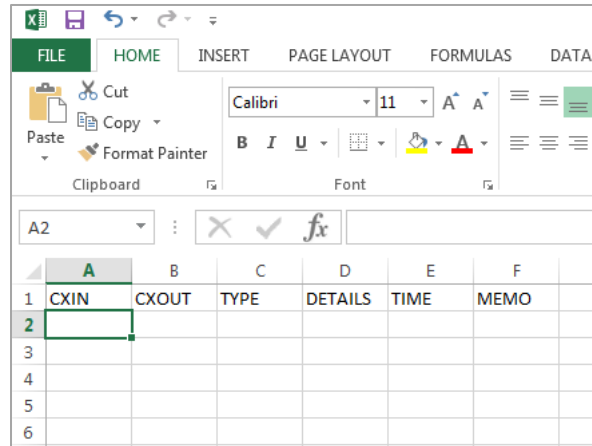 FILE HOME INSERT PAGE LAYOUT FORMULAS DATA
Cut
Copy
Format Painter
Paste
Calibri 11 A A
B I U A
Clipboard Font
A2 fx
A B C D E F
1 CXIN CXOUT TYPE DETAILS TIME MEMO
2
3
4
5
6